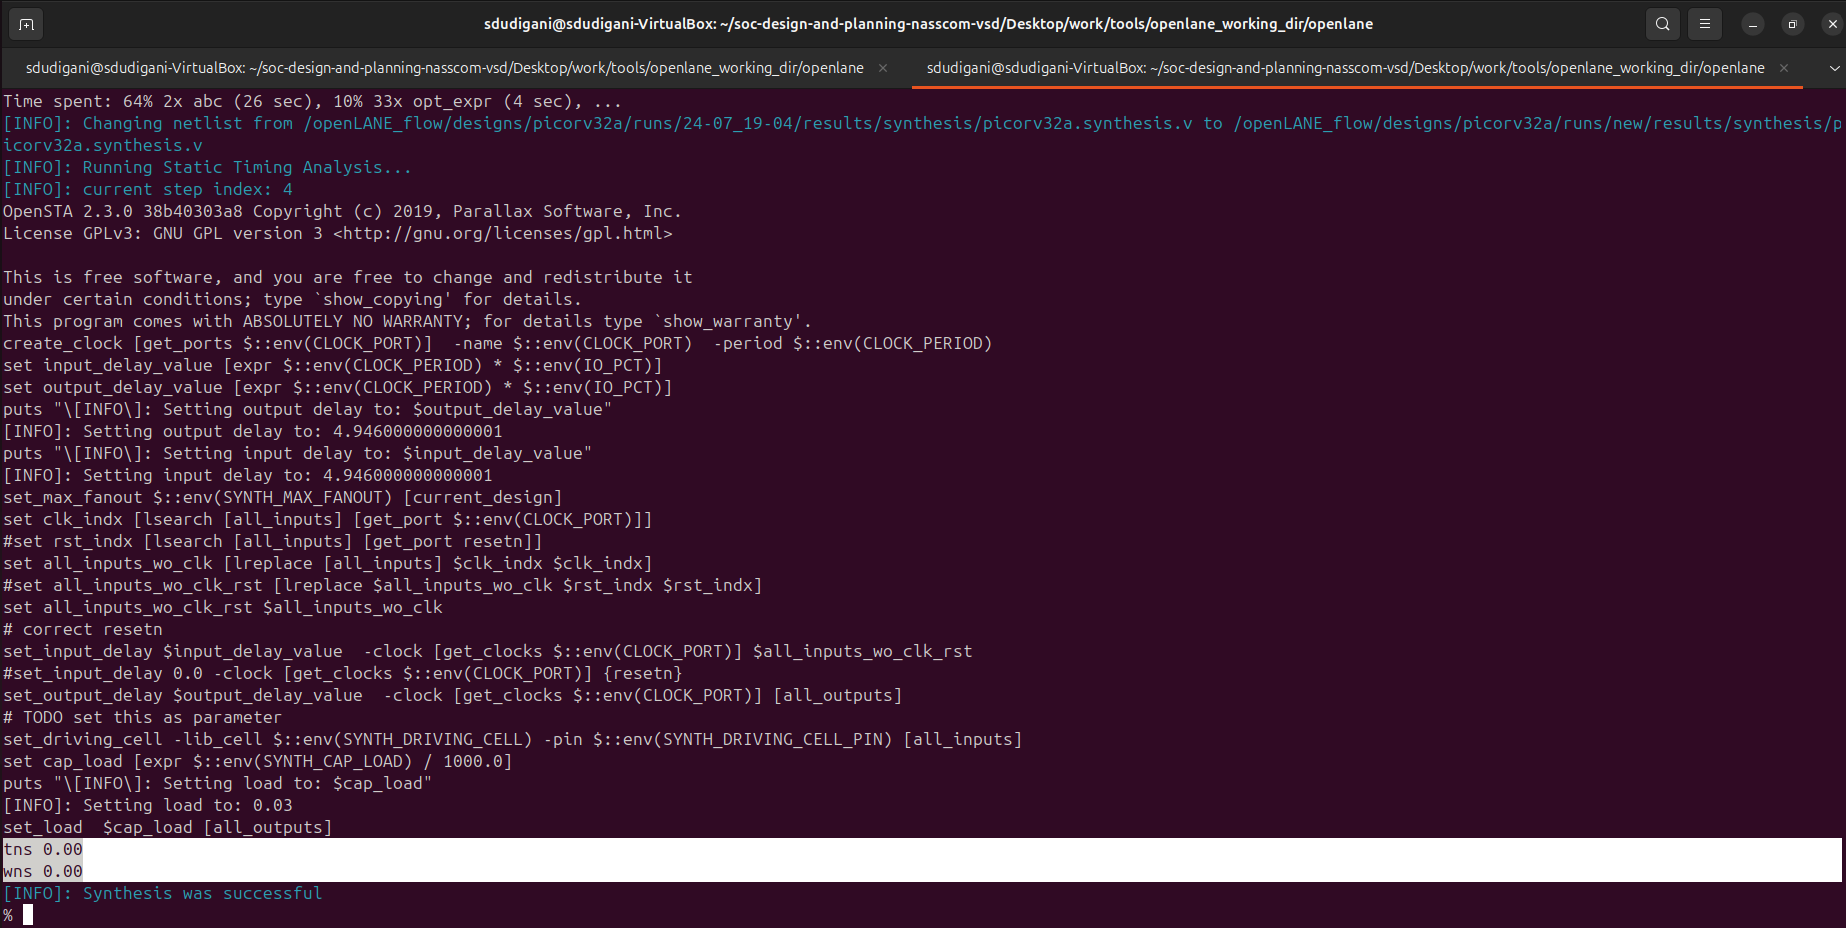 sdudigani@sdudigani-VirtualBox: ~/soc-design-and-planning-nasscom-vsd/Desktop/work/tools/openlane_working_dir/openlane
sdudigani@sdudigani-VirtualBox: ~/soc-design-and-planning-nasscom-vsd/Desktop/work/tools/openlane_working_dir/openlane × sdudigani@sdudigani-VirtualBox: ~/soc-design-and-planning-nasscom-vsd/Desktop/work/tools/openlane_working_dir/openlane ×
Time spent: 64% 2x abc (26 sec), 10% 33x opt_expr (4 sec), ...
[INFO]: Changing netlist from /openLANE_flow/designs/picorv32a/runs/24-07_19-04/results/synthesis/picorv32a.synthesis.v to /openLANE_flow/designs/picorv32a/runs/new/results/synthesis/p
icorv32a.synthesis.v
[INFO]: Running Static Timing Analysis...
[INFO]: current step index: 4
OpenSTA 2.3.0 38b40303a8 Copyright (c) 2019, Parallax Software, Inc.
License GPLv3: GNU GPL version 3 <http://gnu.org/licenses/gpl.html>

This is free software, and you are free to change and redistribute it
under certain conditions; type `show_copying' for details.
This program comes with ABSOLUTELY NO WARRANTY; for details type `show_warranty'.
create_clock [get_ports $::env(CLOCK_PORT)]  -name $::env(CLOCK_PORT)  -period $::env(CLOCK_PERIOD)
set input_delay_value [expr $::env(CLOCK_PERIOD) * $::env(IO_PCT)]
set output_delay_value [expr $::env(CLOCK_PERIOD) * $::env(IO_PCT)]
puts "\[INFO\]: Setting output delay to: $output_delay_value"
[INFO]: Setting output delay to: 4.946000000000001
puts "\[INFO\]: Setting input delay to: $input_delay_value"
[INFO]: Setting input delay to: 4.946000000000001
set_max_fanout $::env(SYNTH_MAX_FANOUT) [current_design]
set clk_indx [lsearch [all_inputs] [get_port $::env(CLOCK_PORT)]]
#set rst_indx [lsearch [all_inputs] [get_port resetn]]
set all_inputs_wo_clk [lreplace [all_inputs] $clk_indx $clk_indx]
#set all_inputs_wo_clk_rst [lreplace $all_inputs_wo_clk $rst_indx $rst_indx]
set all_inputs_wo_clk_rst $all_inputs_wo_clk
# correct resetn
set_input_delay $input_delay_value  -clock [get_clocks $::env(CLOCK_PORT)] $all_inputs_wo_clk_rst
#set_input_delay 0.0 -clock [get_clocks $::env(CLOCK_PORT)] {resetn}
set_output_delay $output_delay_value  -clock [get_clocks $::env(CLOCK_PORT)] [all_outputs]
# TODO set this as parameter
set_driving_cell -lib_cell $::env(SYNTH_DRIVING_CELL) -pin $::env(SYNTH_DRIVING_CELL_PIN) [all_inputs]
set cap_load [expr $::env(SYNTH_CAP_LOAD) / 1000.0]
puts "\[INFO\]: Setting load to: $cap_load"
[INFO]: Setting load to: 0.03
set_load  $cap_load [all_outputs]
tns 0.00
wns 0.00
[INFO]: Synthesis was successful
%